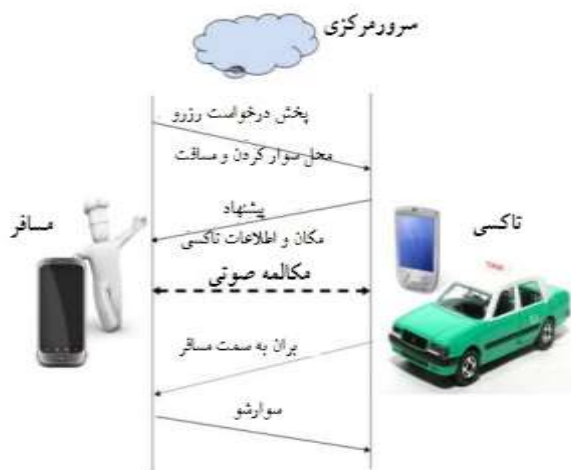 سرورمرکزی
پخش درخواست رزرو
محل سوار کردن و مسافت
پیشنهاد
مکان و اطلاعات تاکسی
مکالمه صوتی
بران به سمت مسافر
سوارشو
مسافر
تاکسی